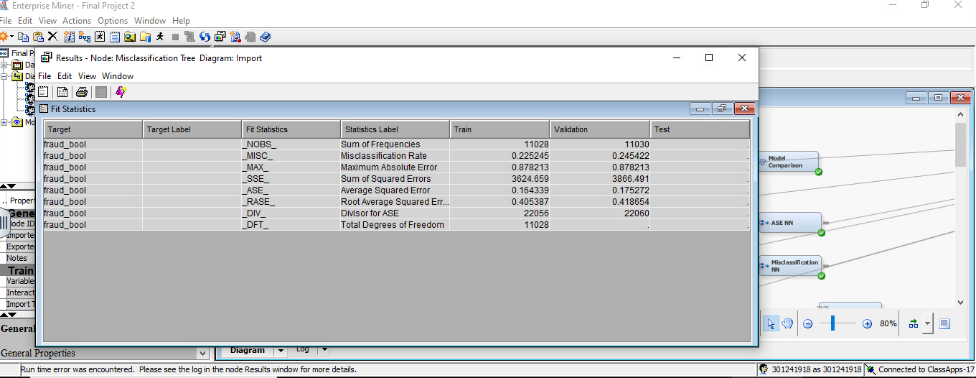 Enterprise Miner - Final Project 2
File Edit View Actions Options Window Help
Final P
Da
Dia
Mo
Results - Node: Misclassification Tree Diagram: Import
File Edit View Window
Fit Statistics
Target Target Label Fit Statistics Statistics Label Train Validation Test
fraud_bool _NOBS_ Sum of Frequencies 11028 11030 .
fraud_bool _MISC_ Misclassification Rate 0.225245 0.245422 .
fraud_bool _MAX_ Maximum Absolute Error 0.878213 0.878213 .
fraud_bool _SSE_ Sum of Squared Errors 3624.659 3866.491 .
fraud_bool _ASE_ Average Squared Error 0.164339 0.175272 .
fraud_bool _RASE_ Root Average Squared Err... 0.405387 0.418654 .
fraud_bool _DIV_ Divisor for ASE 22056 22060 .
fraud_bool _DFT_ Total Degrees of Freedom 11028 . .
Model
Comparison
ASE NN
Misclassification
NN
.. Proper
Gene
Node ID
Importe
Exporte
Notes
Train
Variable
Interact
Import T
General
General Properties
80%
Diagram Log
Run time error was encountered. Please see the log in the node Results window for more details.
301241918 as 301241918 Connected to ClassApps-17